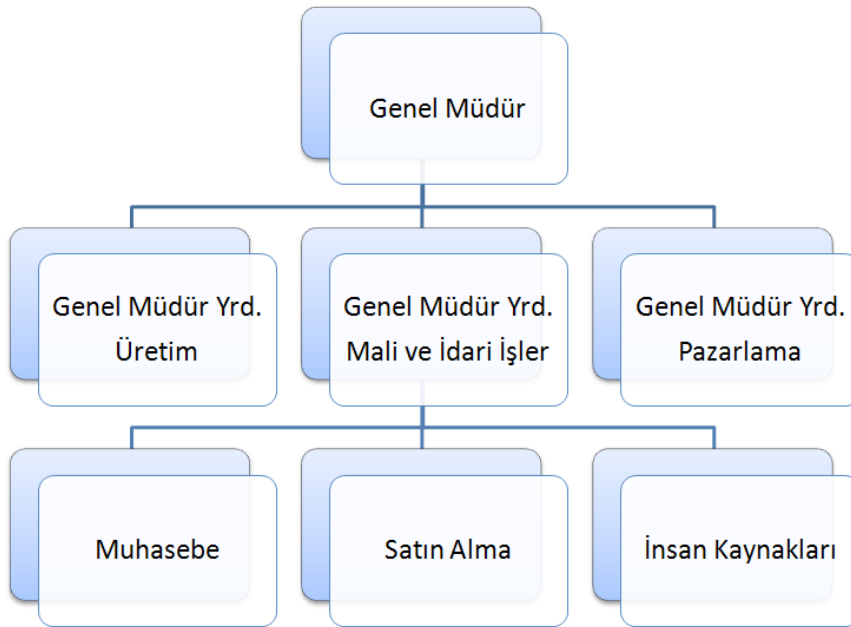 Genel Müdür
Genel Müdür Yrd.
Üretim
Genel Müdür Yrd.
Mali ve İdari İşler
Genel Müdür Yrd.
Pazarlama
Muhasebe
Satın Alma
İnsan Kaynakları